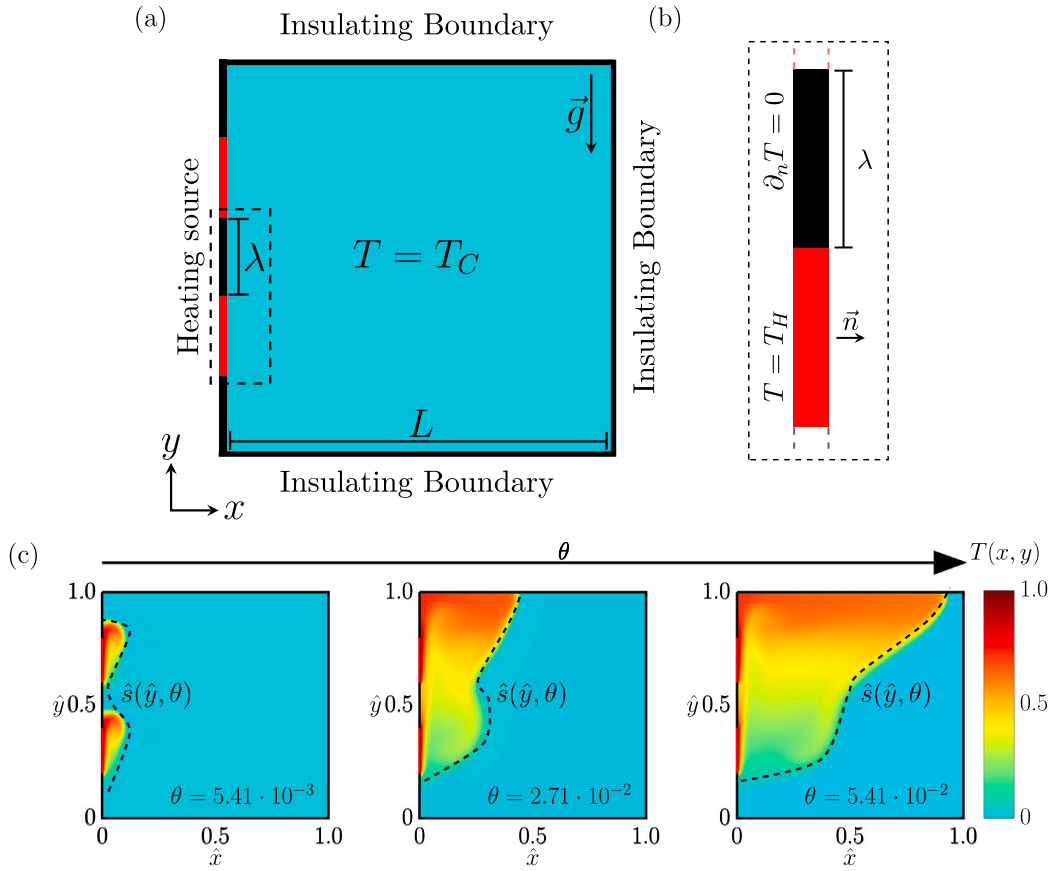 (a)
Insulating Boundary
(b)
Heating source
λ
T = T_C
g⃗
Insulating Boundary
L
y
x
Insulating Boundary
∂ₙT = 0
λ
T = T_H
n⃗
(c)
θ
T(x, y)
1.0
0.5
0
ŷ
ŝ(ŷ, θ)
θ = 5.41 · 10⁻³
0
0.5
1.0
x̂
1.0
0.5
0
ŷ
ŝ(ŷ, θ)
θ = 2.71 · 10⁻²
0
0.5
1.0
x̂
1.0
0.5
0
ŷ
ŝ(ŷ, θ)
θ = 5.41 · 10⁻²
0
0.5
1.0
x̂
1.0
0.5
0